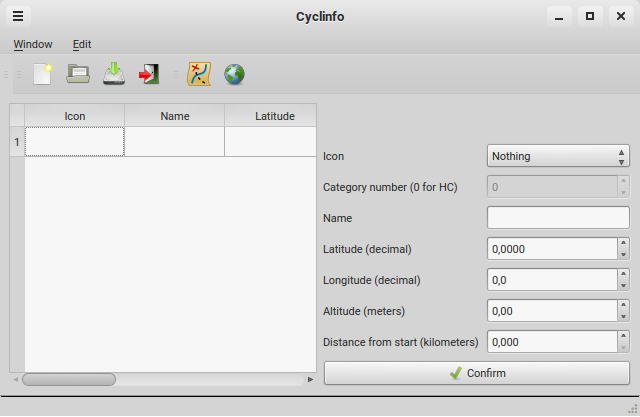 Cyclinfo
Window Edit
Icon Name Latitude
1
Icon Nothing
Category number (0 for HC) 0
Name
Latitude (decimal) 0,0000
Longitude (decimal) 0,0
Altitude (meters) 0,00
Distance from start (kilometers) 0,000
Confirm